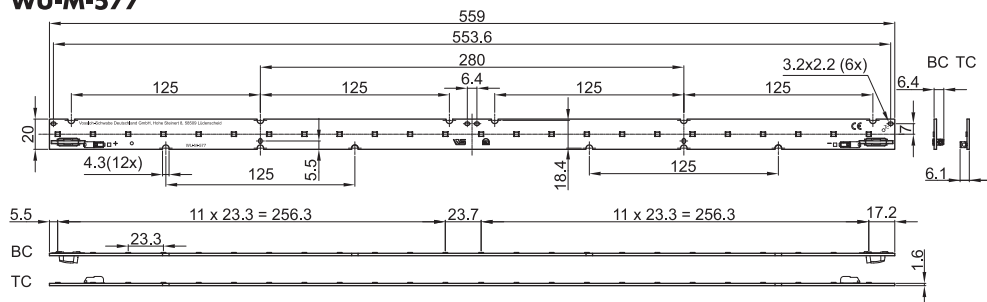 WU-M-577
559
553.6
280
6.4
3.2x2.2 (6x)
BC TC
125 125 125 125
6.4
20
Vossloh-Schwabe Deutschland GmbH, Hohe Steinert 8, 58509 Lüdenscheid
CE
7
+
WU-M-577
-
4.3(12x)
5.5
18.4
6.1
125 125
5.5
11 x 23.3 = 256.3
23.7
11 x 23.3 = 256.3
17.2
23.3
BC
TC
1.6